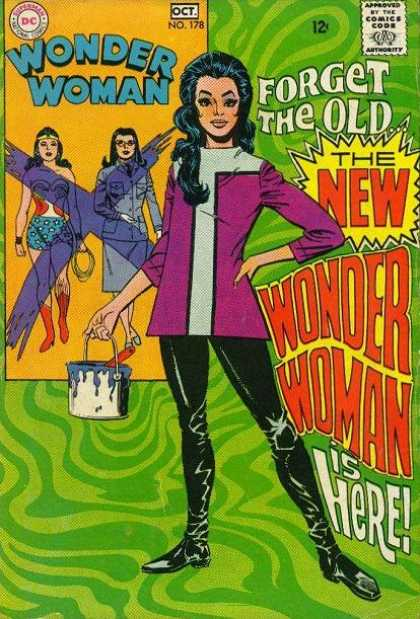 DC
OCT.
NO. 178
12¢
APPROVED
BY THE
COMICS
CODE
AUTHORITY
WONDER
WOMAN
FORGET
THE OLD...
THE
NEW
WONDER
WOMAN
IS
HERE!